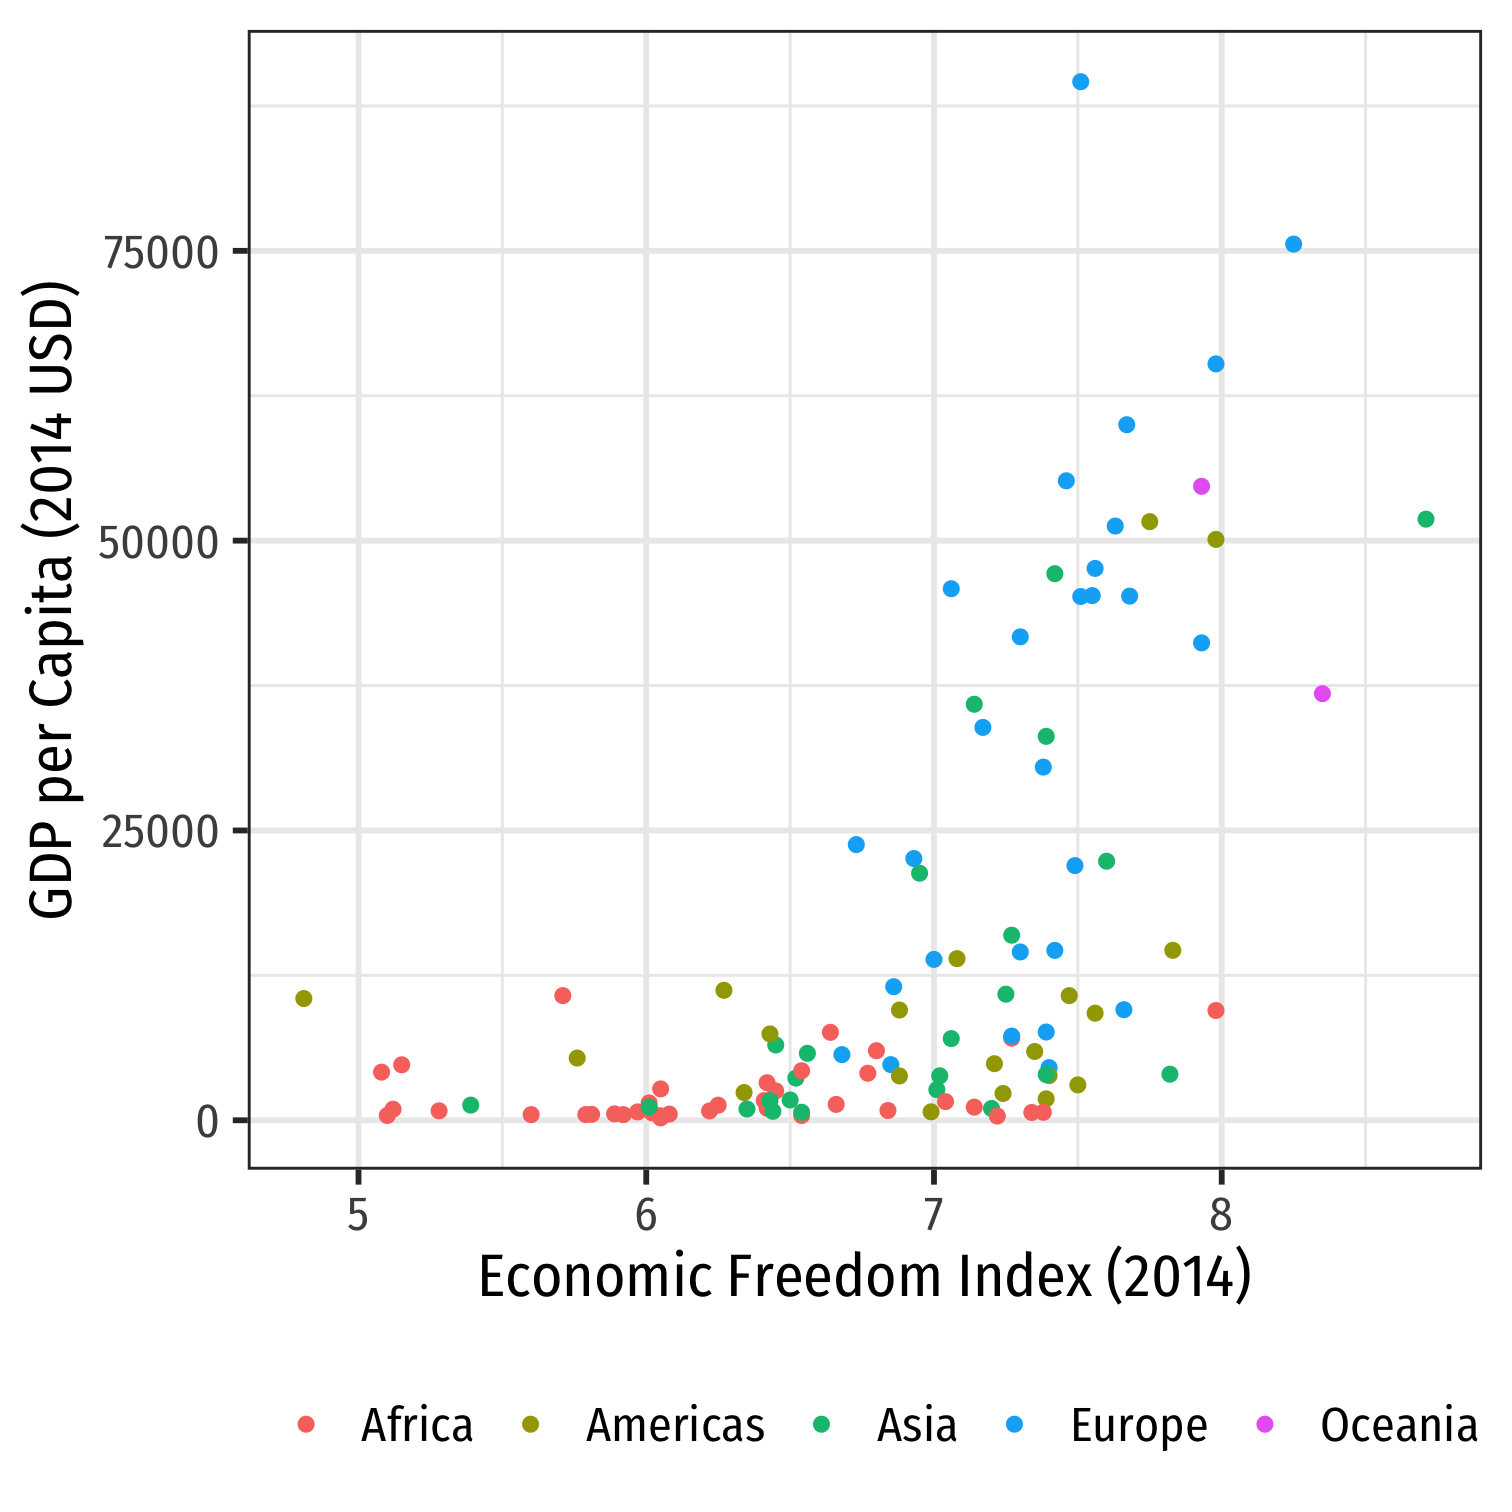 GDP per Capita (2014 USD)
75000
50000
25000
0
5 6 7 8
Economic Freedom Index (2014)
Africa Americas Asia Europe Oceania